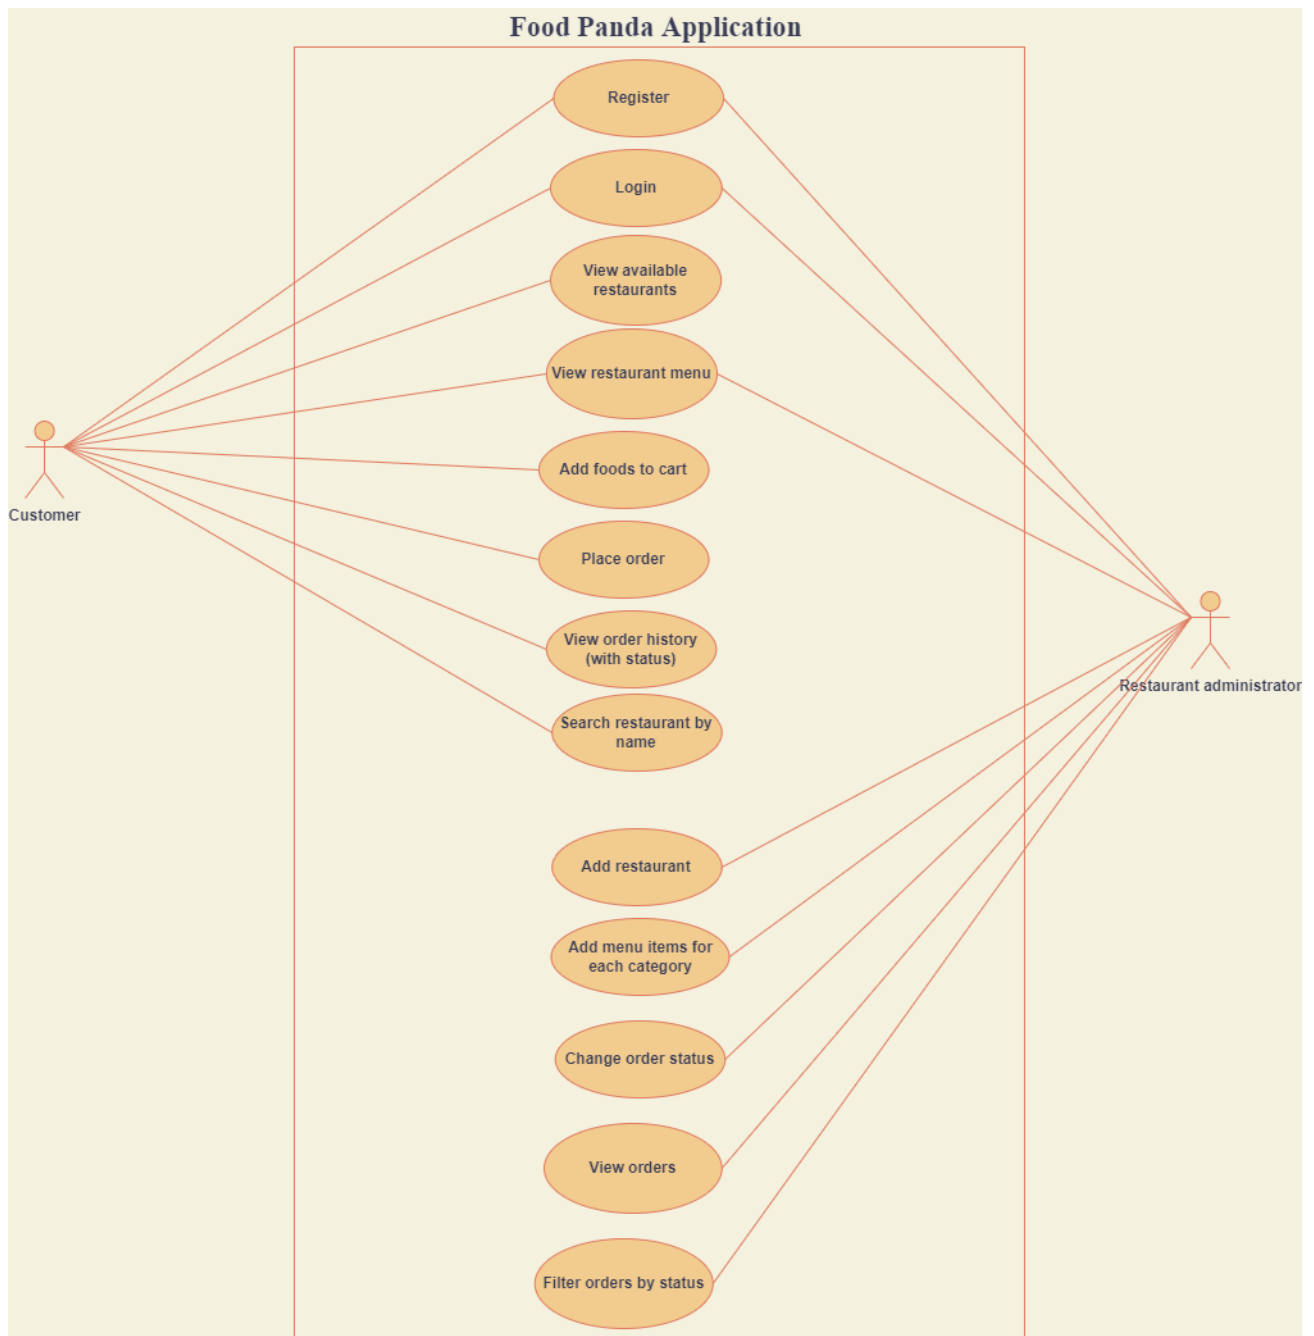 Food Panda Application
Register
Login
View available
restaurants
View restaurant menu
Add foods to cart
Customer
Place order
View order history
(with status)
Restaurant administrator
Search restaurant by
name
Add restaurant
Add menu items for
each category
Change order status
View orders
Filter orders by status